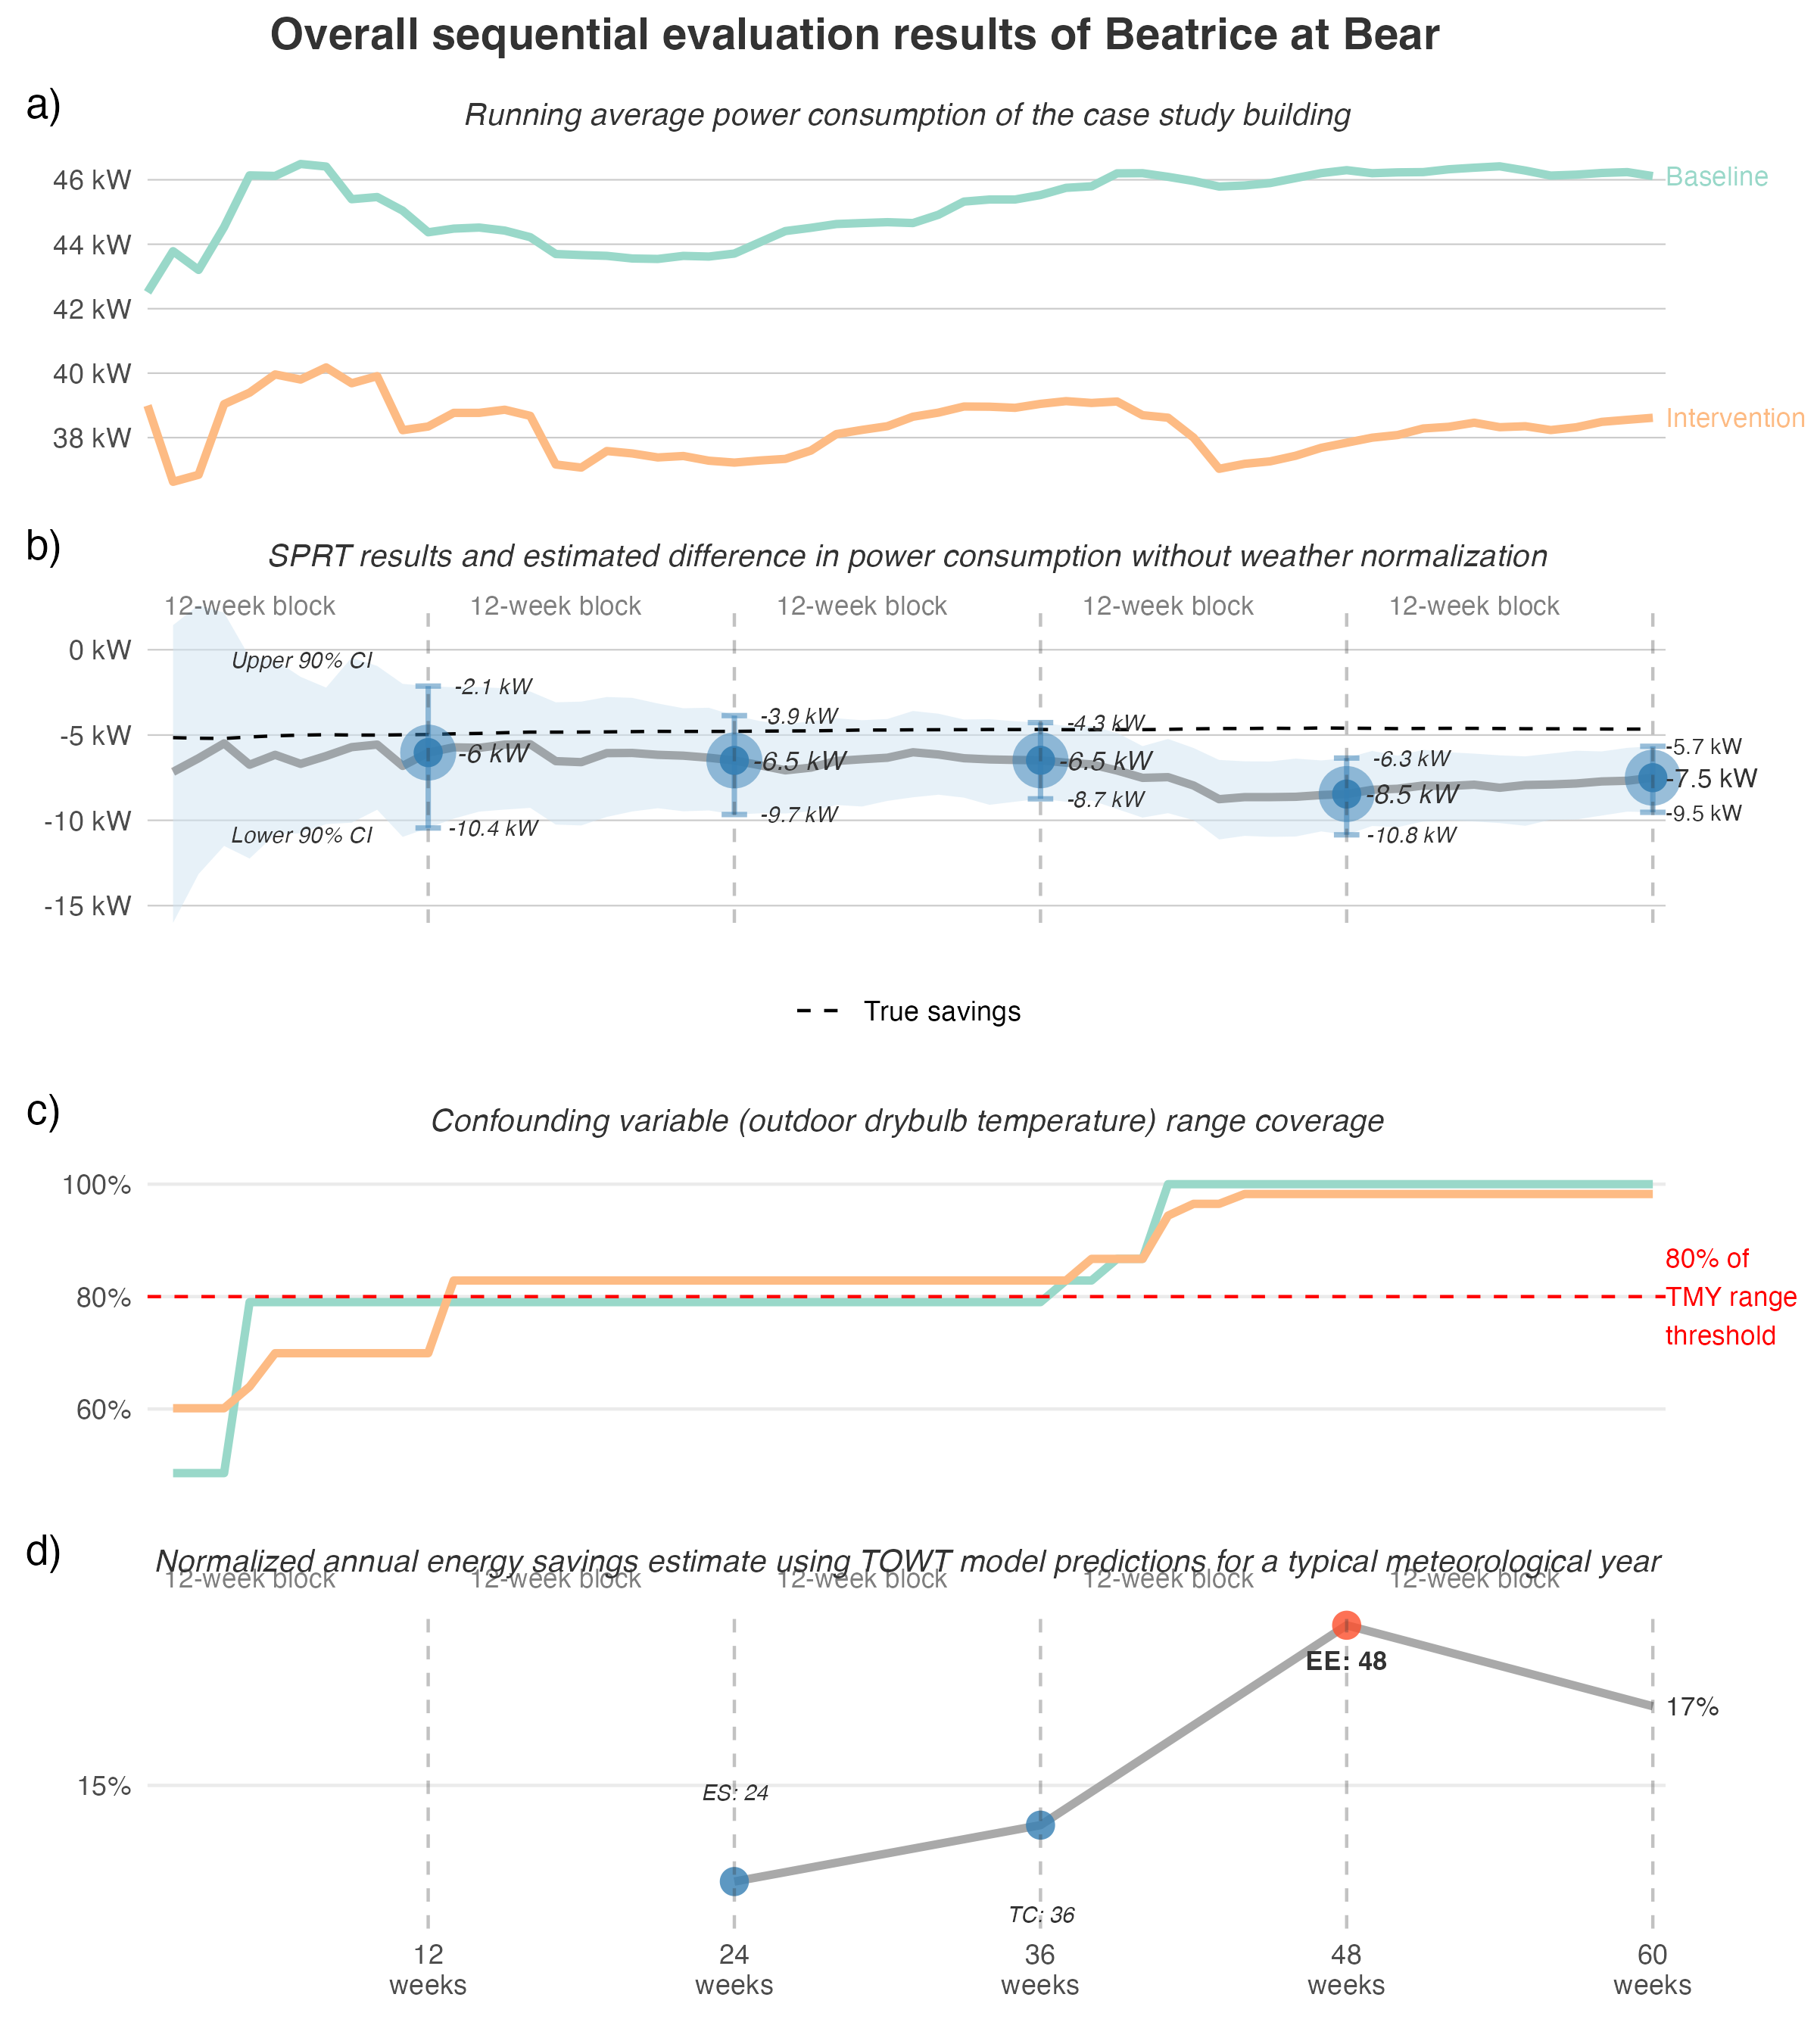 Overall sequential evaluation results of Beatrice at Bear
a)
Running average power consumption of the case study building
46 kW
44 kW
42 kW
40 kW
38 kW
Baseline
Intervention
b)
SPRT results and estimated difference in power consumption without weather normalization
12-week block 12-week block 12-week block 12-week block 12-week block
0 kW
-5 kW
-10 kW
-15 kW
Upper 90% CI
Lower 90% CI
-2.1 kW
-6 kW
-10.4 kW
-3.9 kW
-6.5 kW
-9.7 kW
-4.3 kW
-6.5 kW
-8.7 kW
-6.3 kW
-8.5 kW
-10.8 kW
-5.7 kW
-7.5 kW
-9.5 kW
True savings
c)
Confounding variable (outdoor drybulb temperature) range coverage
100%
80%
60%
80% of
TMY range
threshold
d)
Normalized annual energy savings estimate using TOWT model predictions for a typical meteorological year
12-week block 12-week block 12-week block 12-week block 12-week block
15%
ES: 24
TC: 36
EE: 48
17%
12 24 36 48 60
weeks weeks weeks weeks weeks